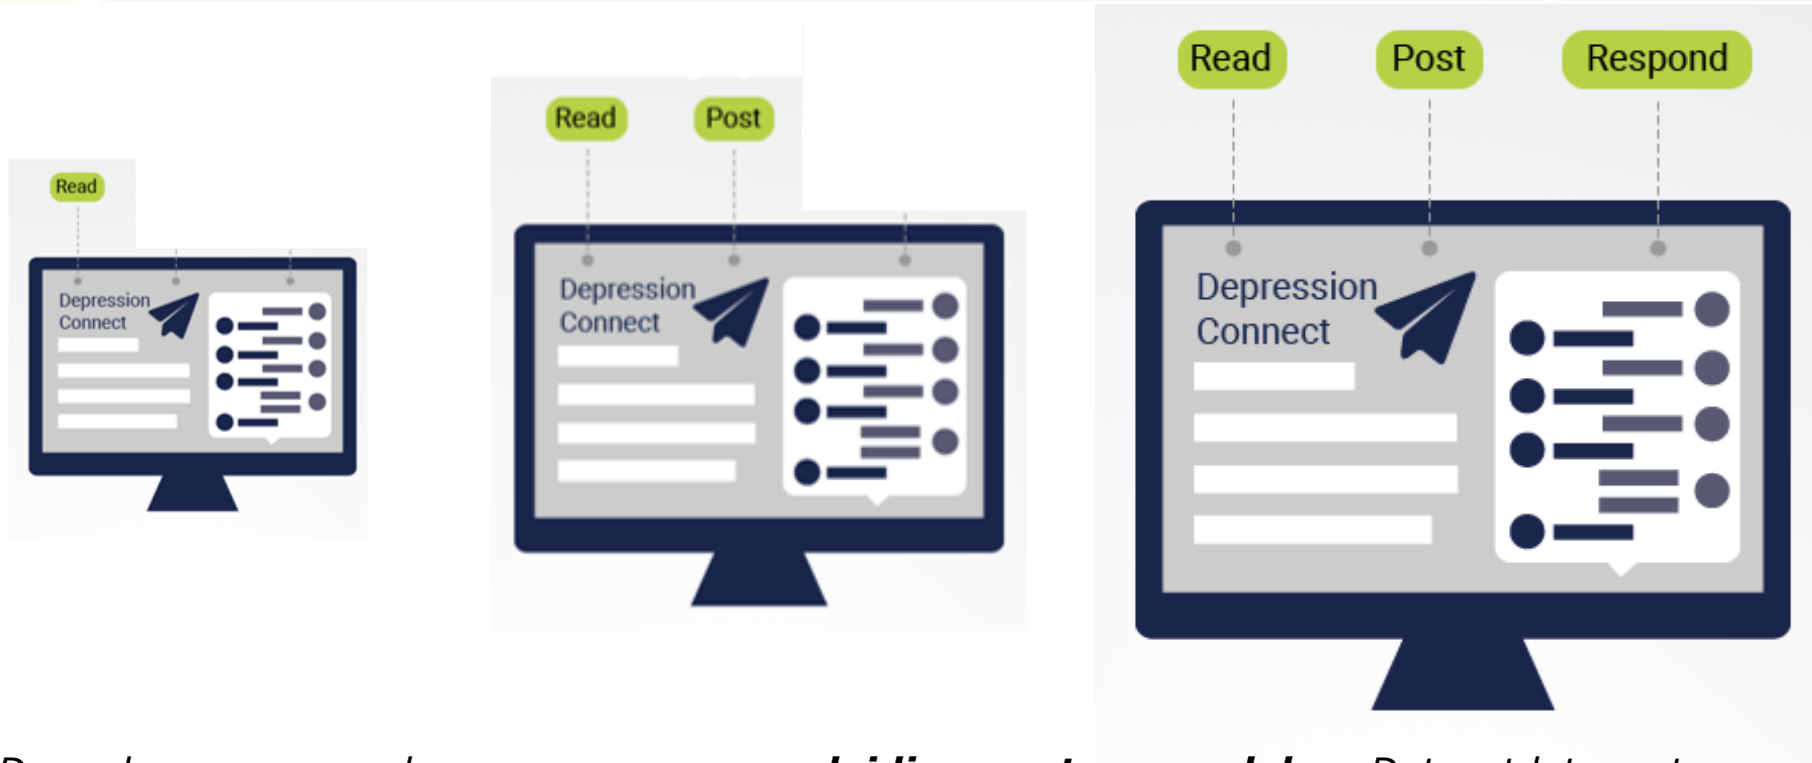 Read
Depression
Connect
Read
Post
Depression
Connect
Read
Post
Respond
Depression
Connect